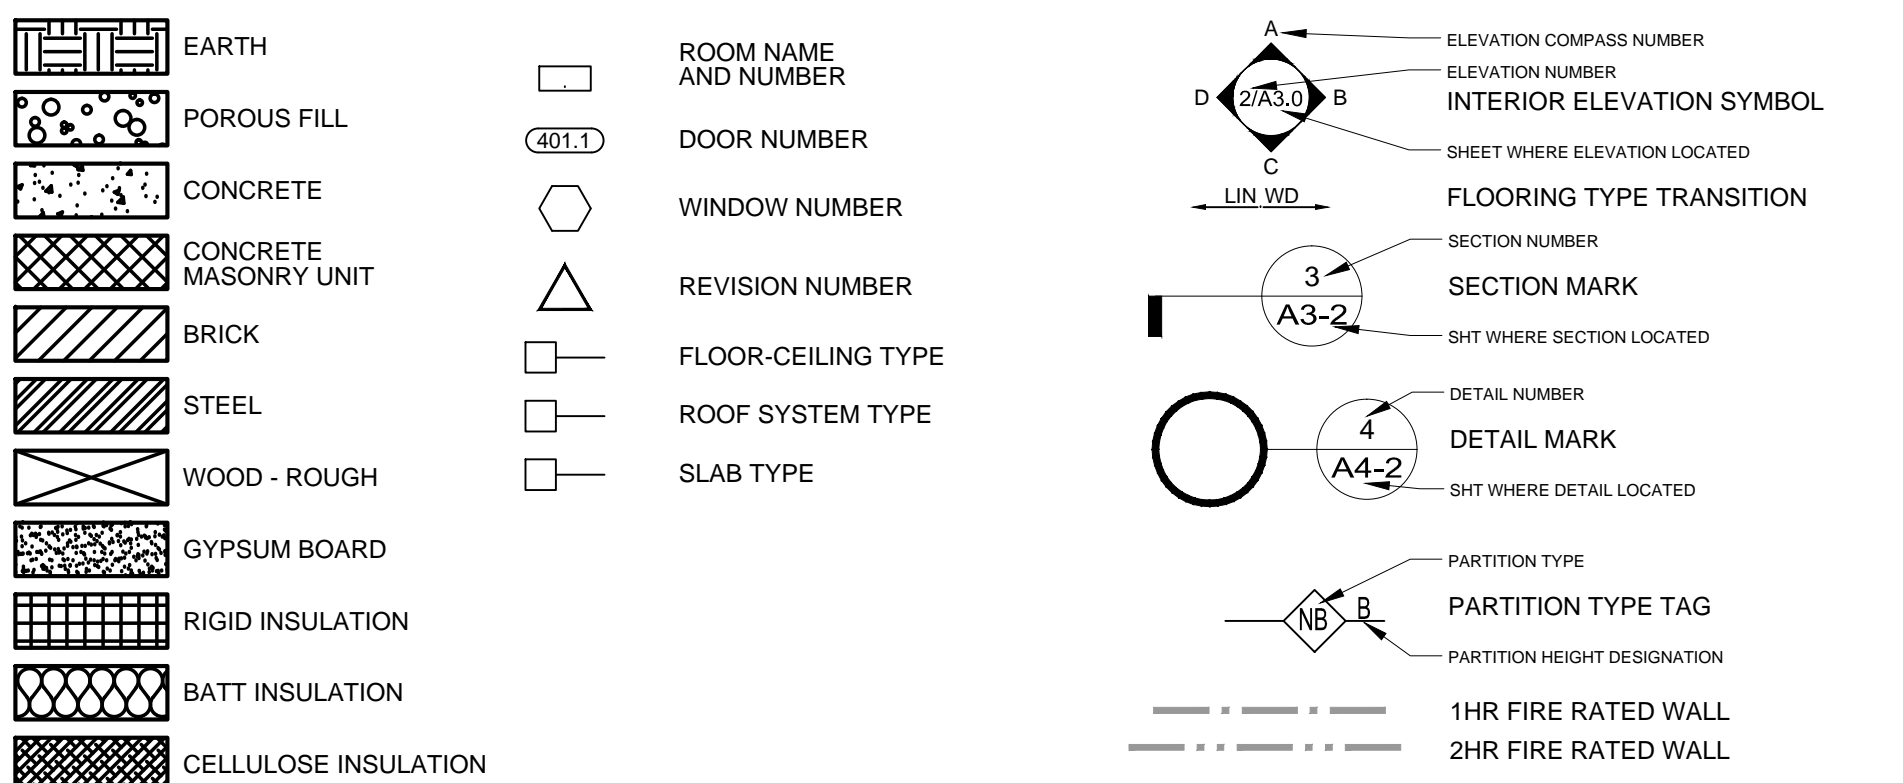 EARTH
POROUS FILL
CONCRETE
CONCRETE
MASONRY UNIT
BRICK
STEEL
WOOD - ROUGH
GYPSUM BOARD
RIGID INSULATION
BATT INSULATION
CELLULOSE INSULATION
ROOM NAME
AND NUMBER
401.1
DOOR NUMBER
WINDOW NUMBER
REVISION NUMBER
FLOOR-CEILING TYPE
ROOF SYSTEM TYPE
SLAB TYPE
A
ELEVATION COMPASS NUMBER
ELEVATION NUMBER
D
2/A3.0
B
INTERIOR ELEVATION SYMBOL
SHEET WHERE ELEVATION LOCATED
C
LIN WD
FLOORING TYPE TRANSITION
SECTION NUMBER
3
SECTION MARK
A3-2
SHT WHERE SECTION LOCATED
DETAIL NUMBER
4
DETAIL MARK
A4-2
SHT WHERE DETAIL LOCATED
PARTITION TYPE
NB
B
PARTITION TYPE TAG
PARTITION HEIGHT DESIGNATION
1HR FIRE RATED WALL
2HR FIRE RATED WALL